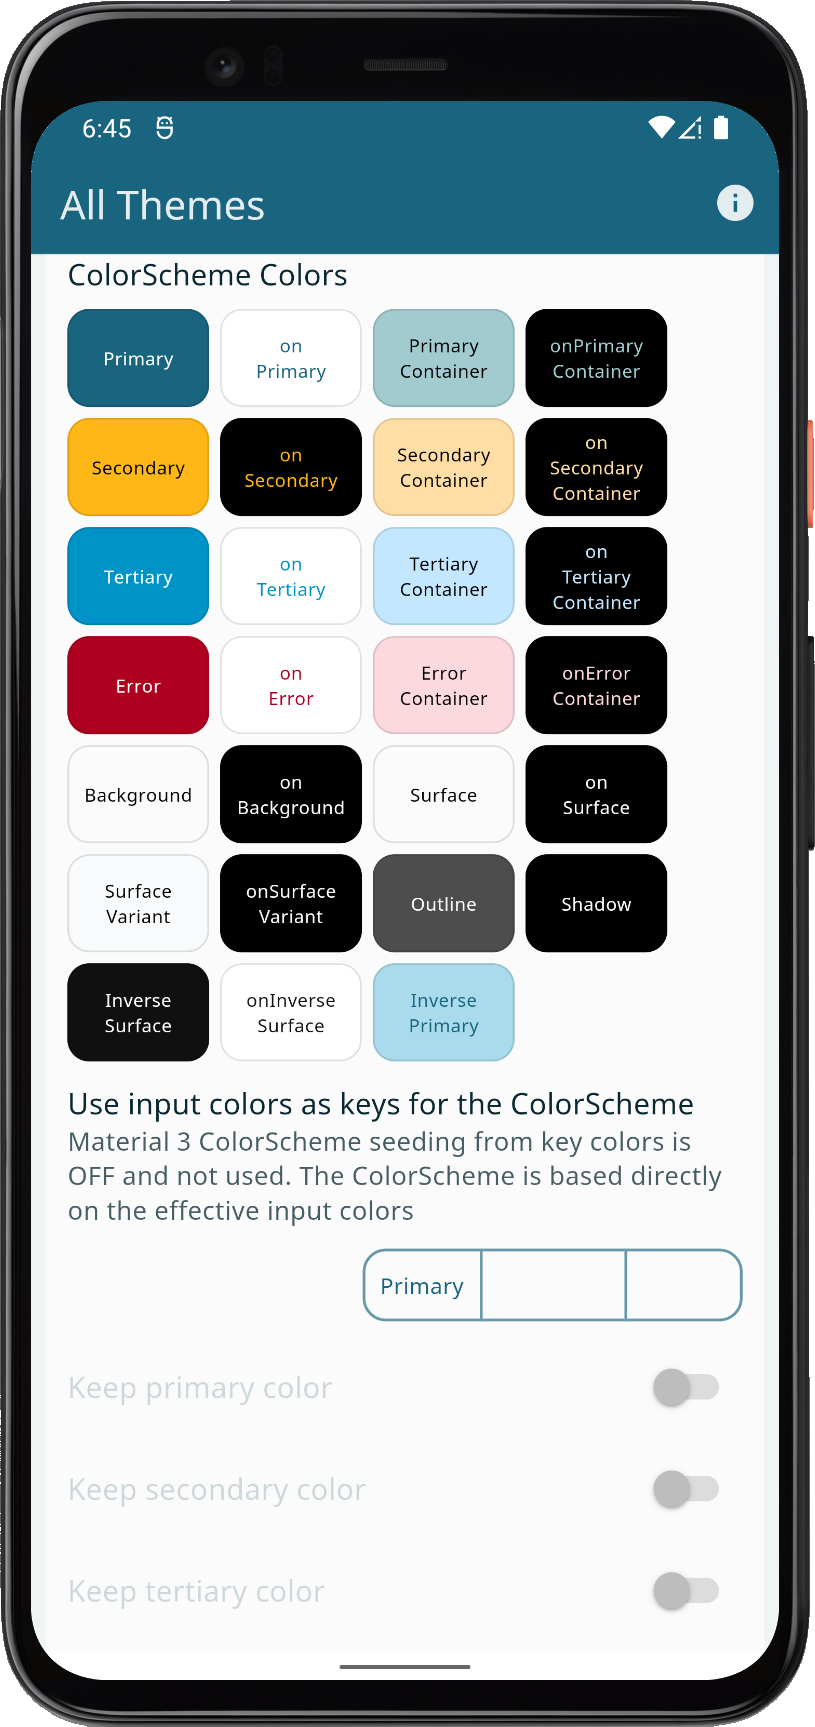 6:45
All Themes
ColorScheme Colors
Primary
on
Primary
Primary
Container
onPrimary
Container
Secondary
on
Secondary
Secondary
Container
on
Secondary
Container
Tertiary
on
Tertiary
Tertiary
Container
on
Tertiary
Container
Error
on
Error
Error
Container
onError
Container
Background
on
Background
Surface
on
Surface
Surface
Variant
onSurface
Variant
Outline
Shadow
Inverse
Surface
onInverse
Surface
Inverse
Primary
Use input colors as keys for the ColorScheme
Material 3 ColorScheme seeding from key colors is
OFF and not used. The ColorScheme is based directly
on the effective input colors
Primary
Keep primary color
Keep secondary color
Keep tertiary color